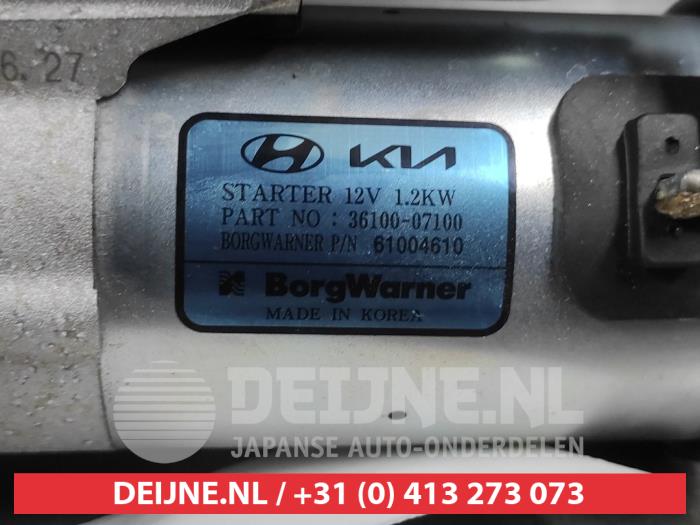 6. 27
KIA
STARTER 12V 1.2KW
PART NO : 36100-07100
BORGWARNER P/N 61004610
BorgWarner
MADE IN KOREA
DEIJNE.NL
JAPANSE AUTO-ONDERDELEN
DEIJNE.NL / +31 (0) 413 273 073